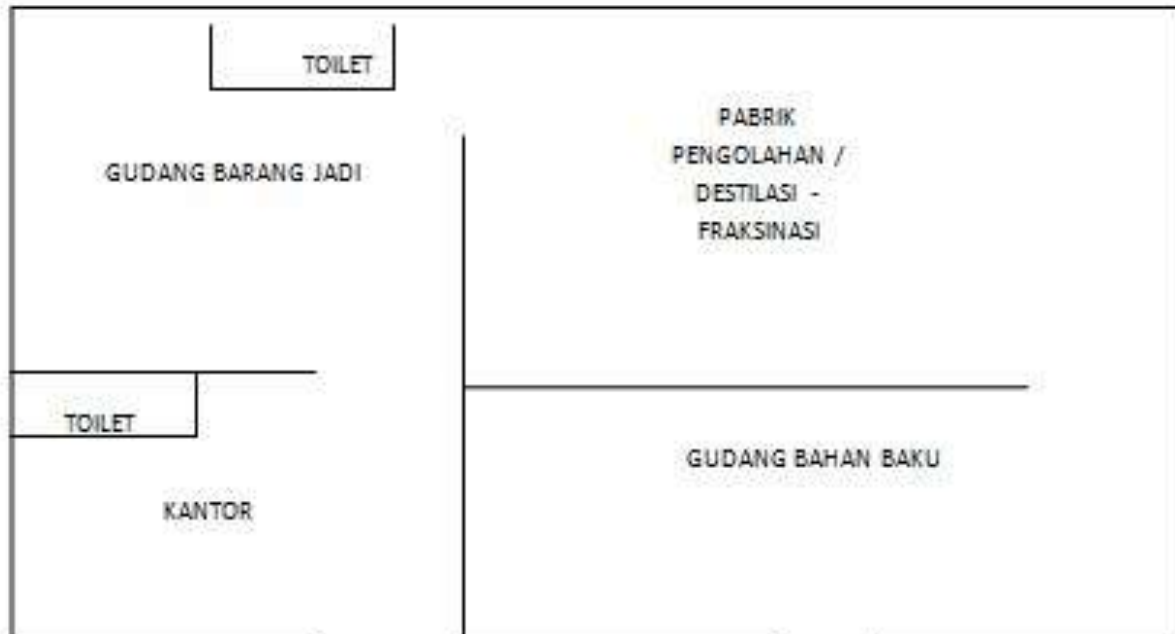 TOILET
GUDANG BARANG JADI
PABRIK
PENGOLAHAN /
DESTILASI -
FRAKSINASI
TOILET
KANTOR
GUDANG BAHAN BAKU